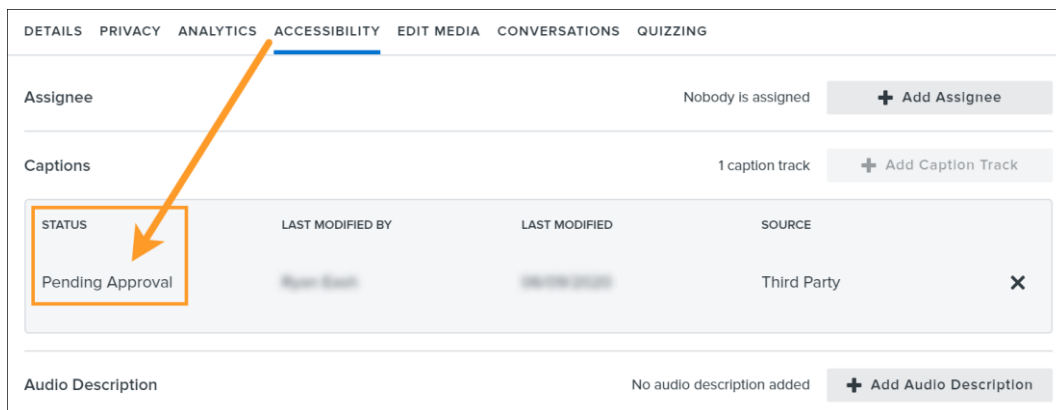 DETAILS PRIVACY ANALYTICS ACCESSIBILITY EDIT MEDIA CONVERSATIONS QUIZZING
Assignee Nobody is assigned + Add Assignee
Captions 1 caption track + Add Caption Track
STATUS LAST MODIFIED BY LAST MODIFIED SOURCE
Pending Approval Third Party
Audio Description No audio description added + Add Audio Description